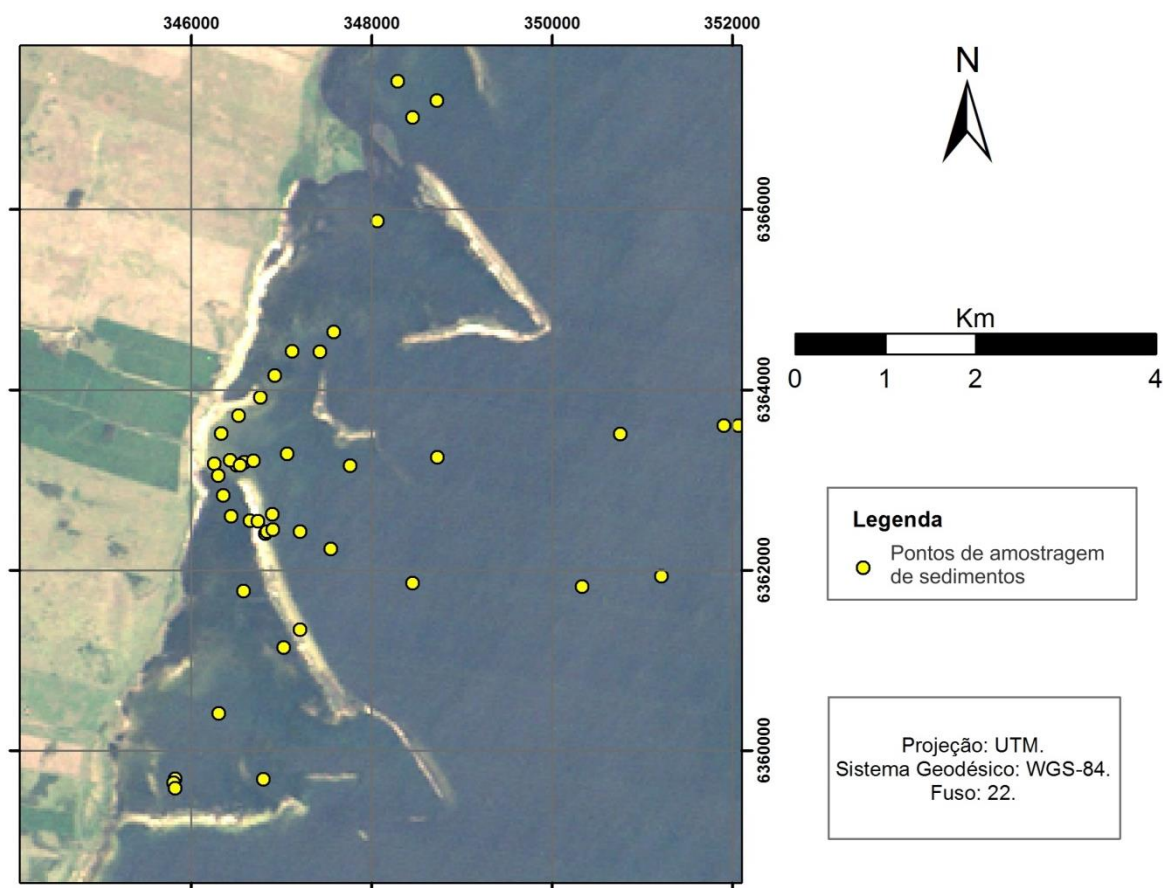 346000 348000 350000 352000
N
6366000
Km
0 1 2 4
6364000
Legenda
Pontos de amostragem
de sedimentos
6362000
Projeção: UTM.
Sistema Geodésico: WGS-84.
Fuso: 22.
6360000